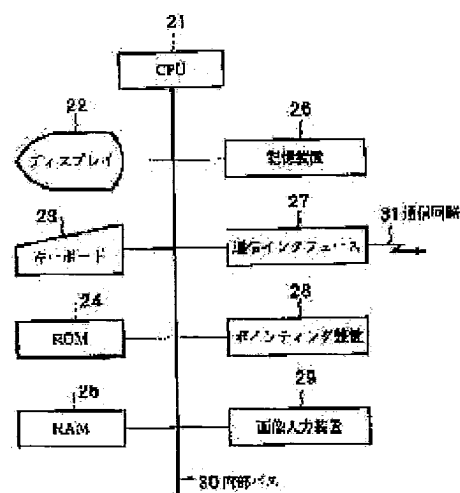 21
CPU
22
ディスプレイ
26
記憶装置
23
キーボード
27
通信インタフェース
31 通信回線
24
ROM
28
ポインティング装置
25
RAM
29
画像入力装置
30 内部バス